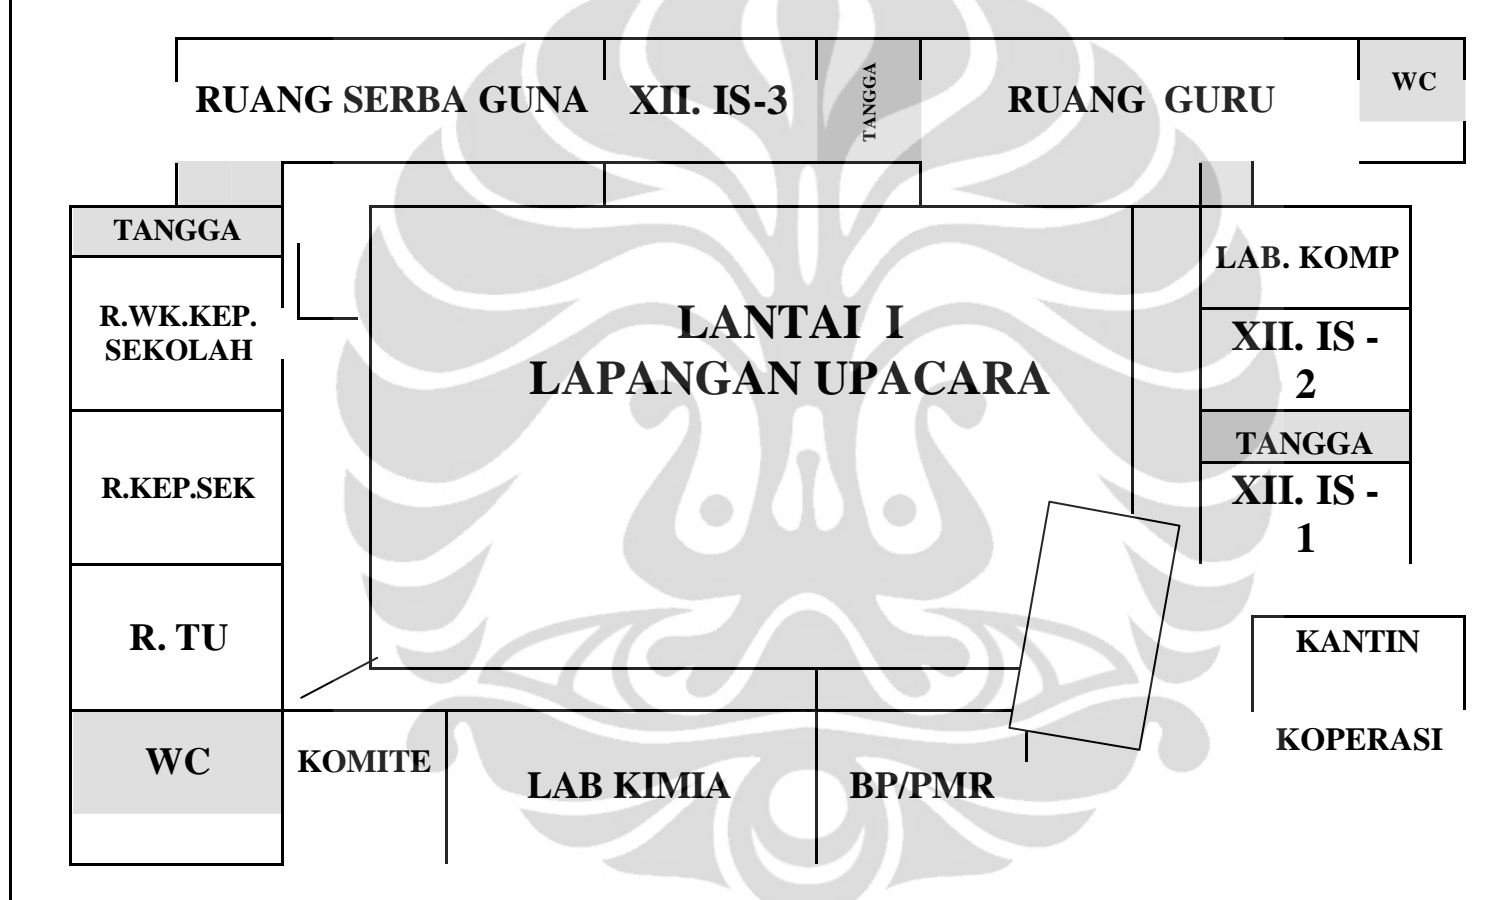 RUANG SERBA GUNA
XII. IS-3
TANGGA
RUANG GURU
WC
TANGGA
R.WK.KEP.
SEKOLAH
R.KEP.SEK
R. TU
WC
LANTAI I
LAPANGAN UPACARA
LAB. KOMP
XII. IS -
2
TANGGA
XII. IS -
1
KANTIN
KOPERASI
KOMITE
LAB KIMIA
BP/PMR